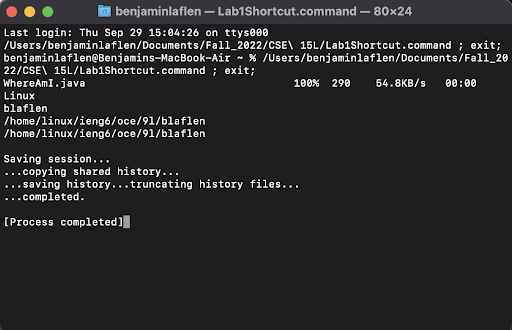 benjaminlaflen — Lab1Shortcut.command — 80×24
Last login: Thu Sep 29 15:04:26 on ttys000
/Users/benjaminlaflen/Documents/Fall_2022/CSE\ 15L/Lab1Shortcut.command ; exit;
benjaminlaflen@Benjamins-MacBook-Air ~ % /Users/benjaminlaflen/Documents/Fall_20
22/CSE\ 15L/Lab1Shortcut.command ; exit;
WhereAmI.java                                 100%  290    54.8KB/s   00:00
Linux
blaflen
/home/linux/ieng6/oce/9l/blaflen
/home/linux/ieng6/oce/9l/blaflen
Saving session...
...copying shared history...
...saving history...truncating history files...
...completed.
[Process completed]